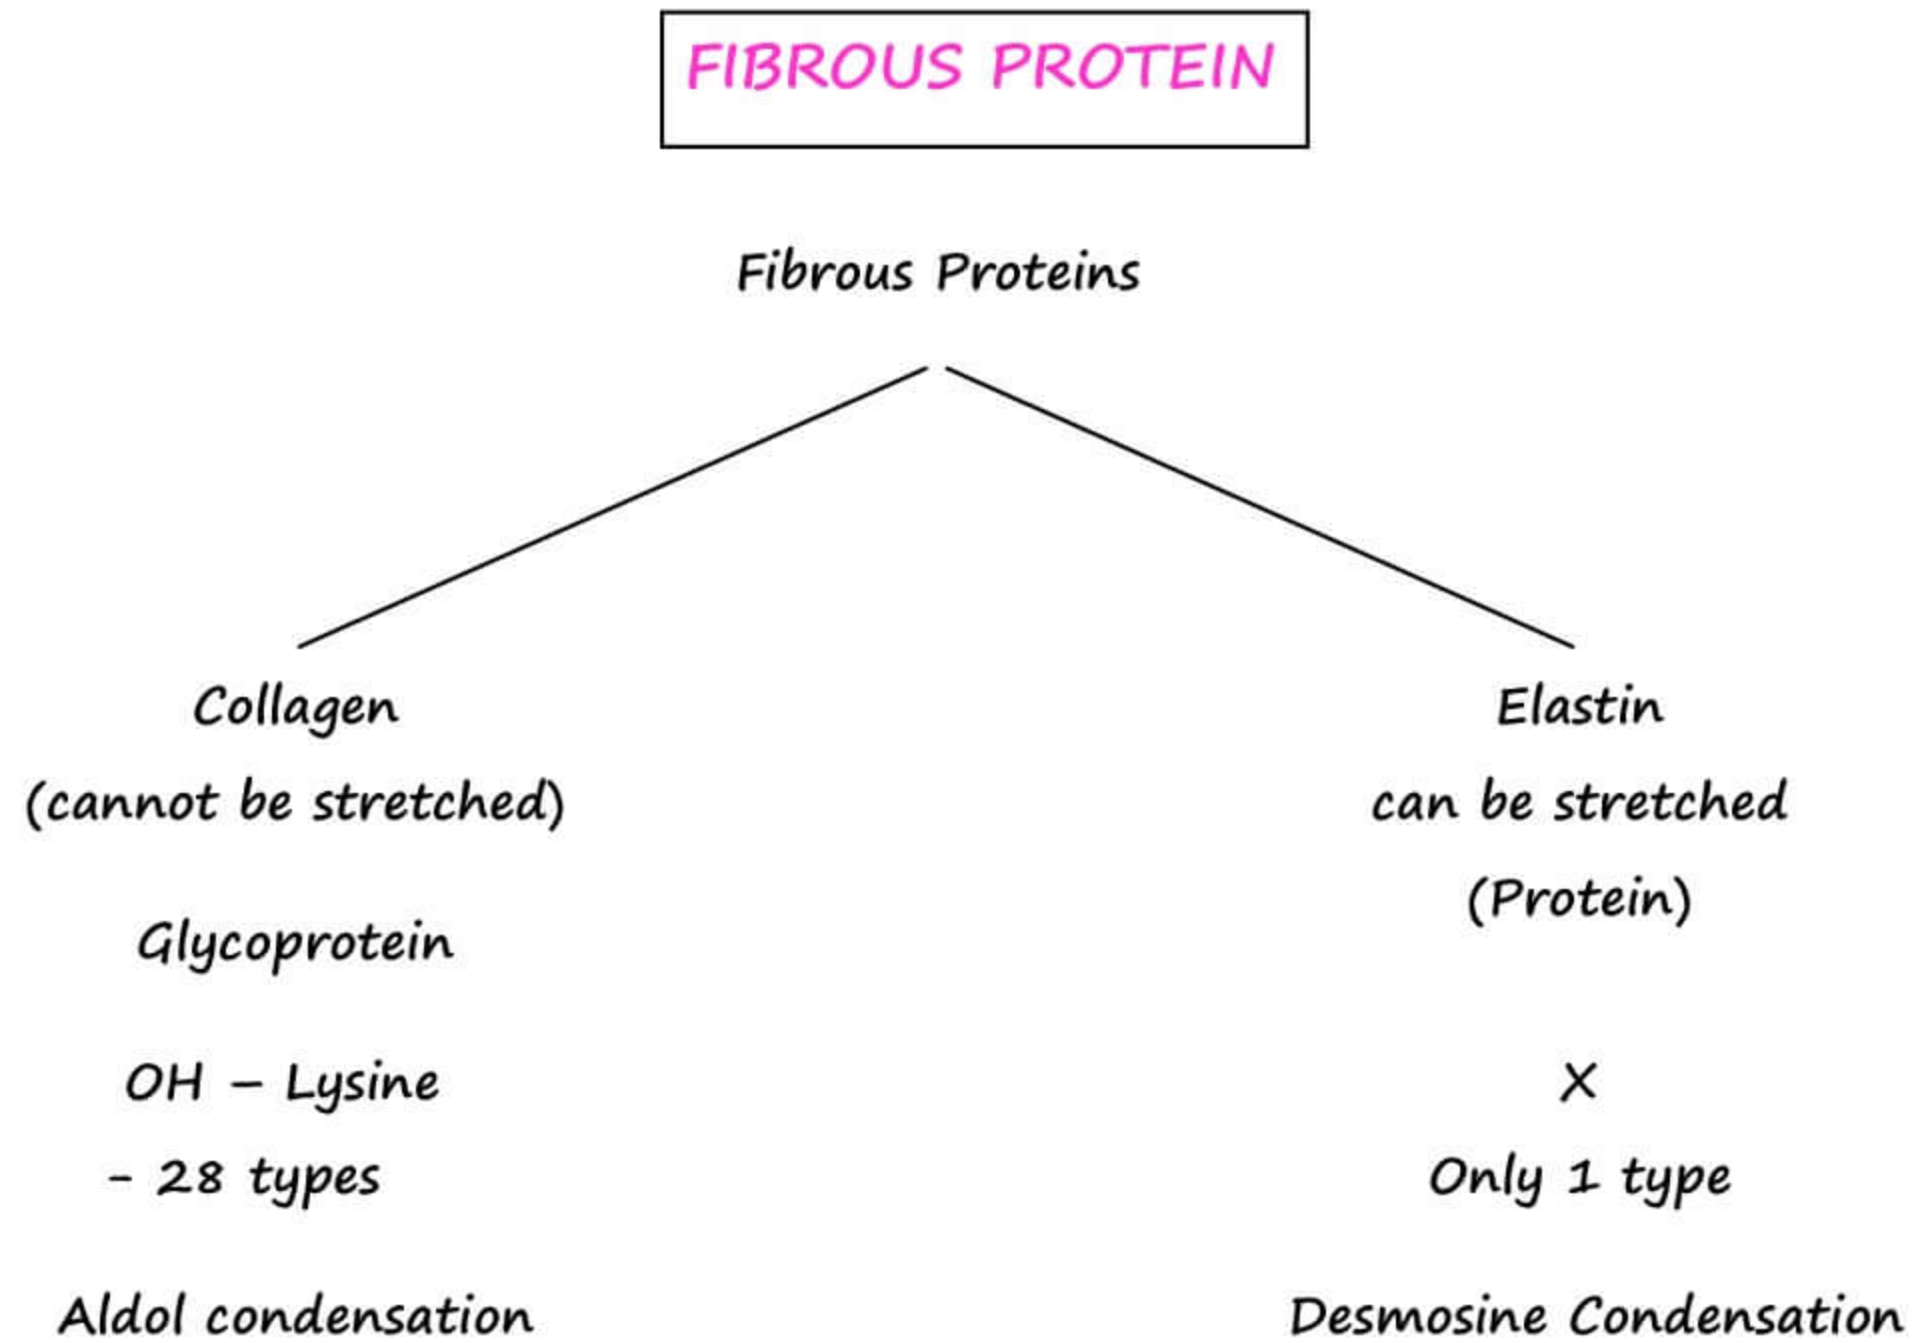 FIBROUS PROTEIN
Fibrous Proteins
Collagen
(cannot be stretched)
Glycoprotein
OH – Lysine
- 28 types
Aldol condensation
Elastin
can be stretched
(Protein)
X
Only 1 type
Desmosine Condensation